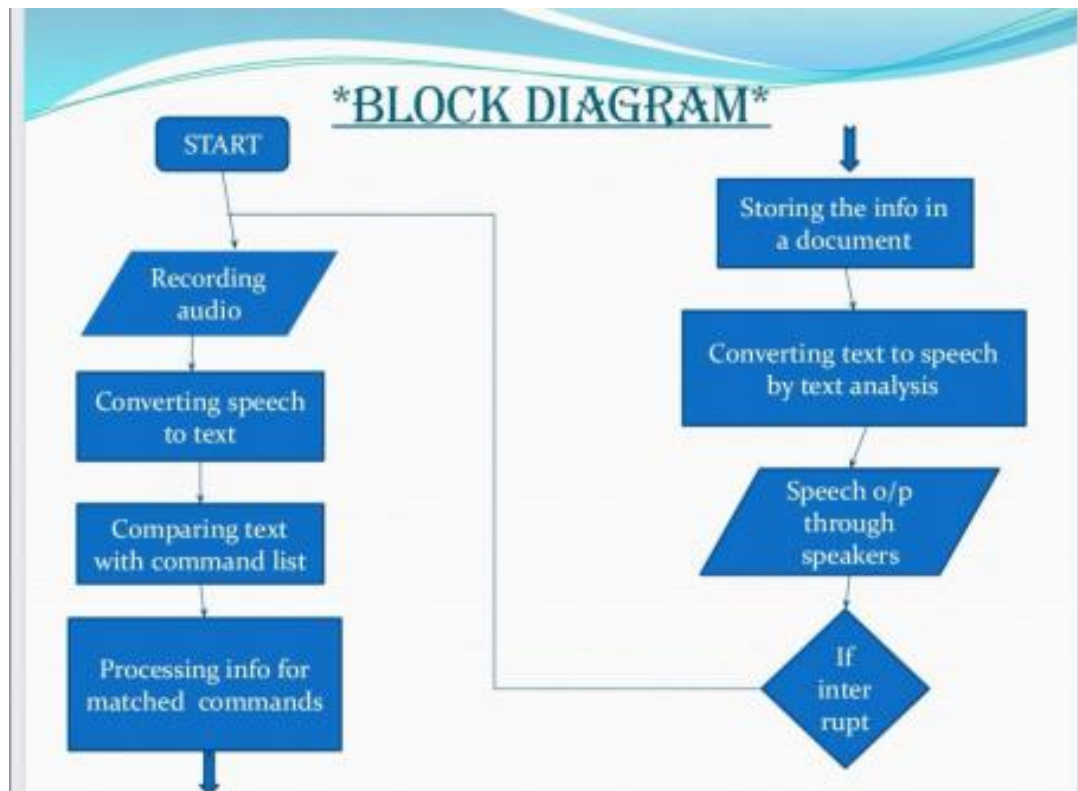 *BLOCK DIAGRAM*
START
Recording
audio
Converting speech
to text
Comparing text
with command list
Processing info for
matched commands
Storing the info in
a document
Converting text to speech
by text analysis
Speech o/p
through
speakers
If
inter
rupt